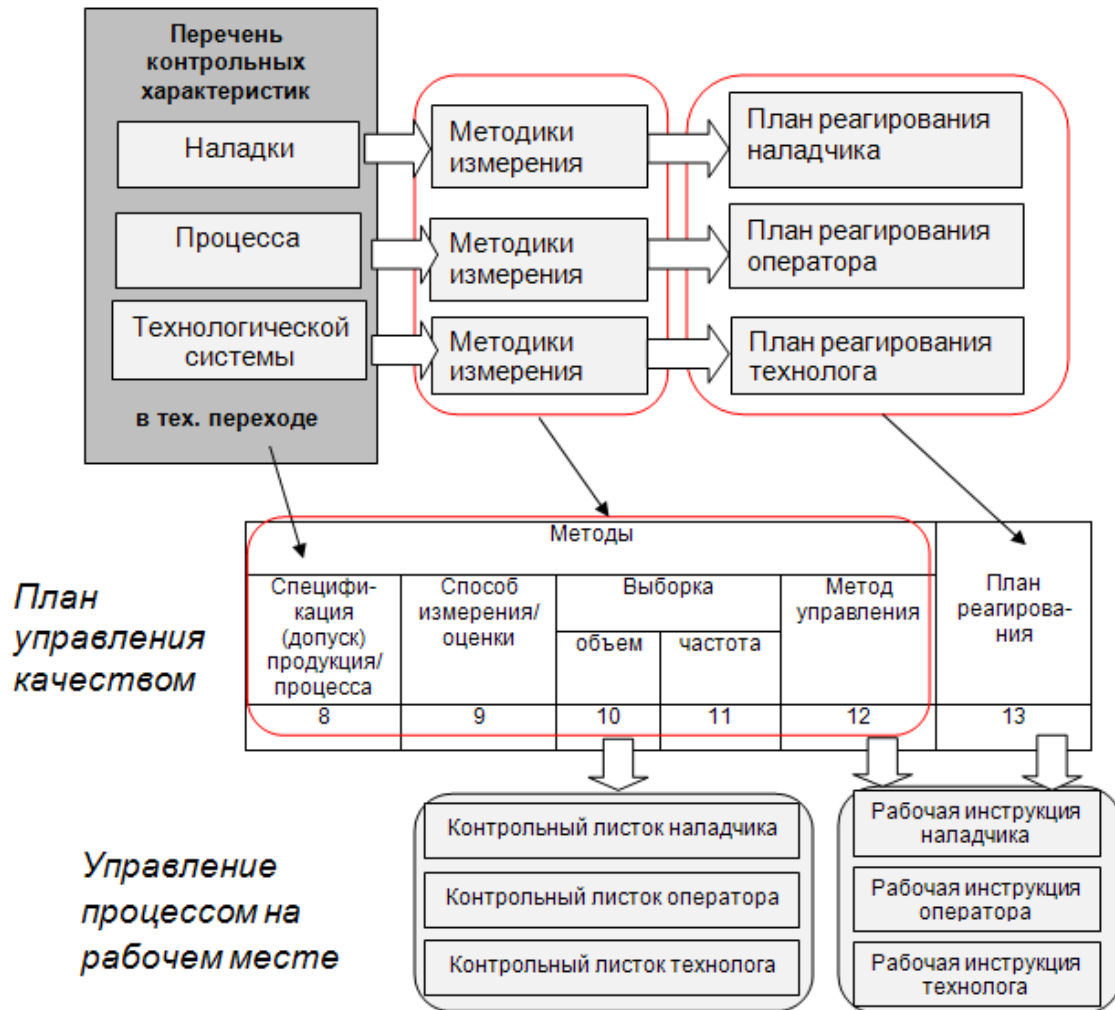 Перечень
контрольных
характеристик
Наладки
Методики
измерения
План реагирования
наладчика
Процесса
Методики
измерения
План реагирования
оператора
Технологической
системы
Методики
измерения
План реагирования
технолога
в тех. переходе
План
управления
качеством
Методы
План
реагирова-
ния
Специфи-
кация
(допуск)
продукция/
процесса
Способ
измерения/
оценки
Выборка
объем
частота
Метод
управления
8
9
10
11
12
13
Управление
процессом на
рабочем месте
Контрольный листок наладчика
Контрольный листок оператора
Контрольный листок технолога
Рабочая инструкция
наладчика
Рабочая инструкция
оператора
Рабочая инструкция
технолога